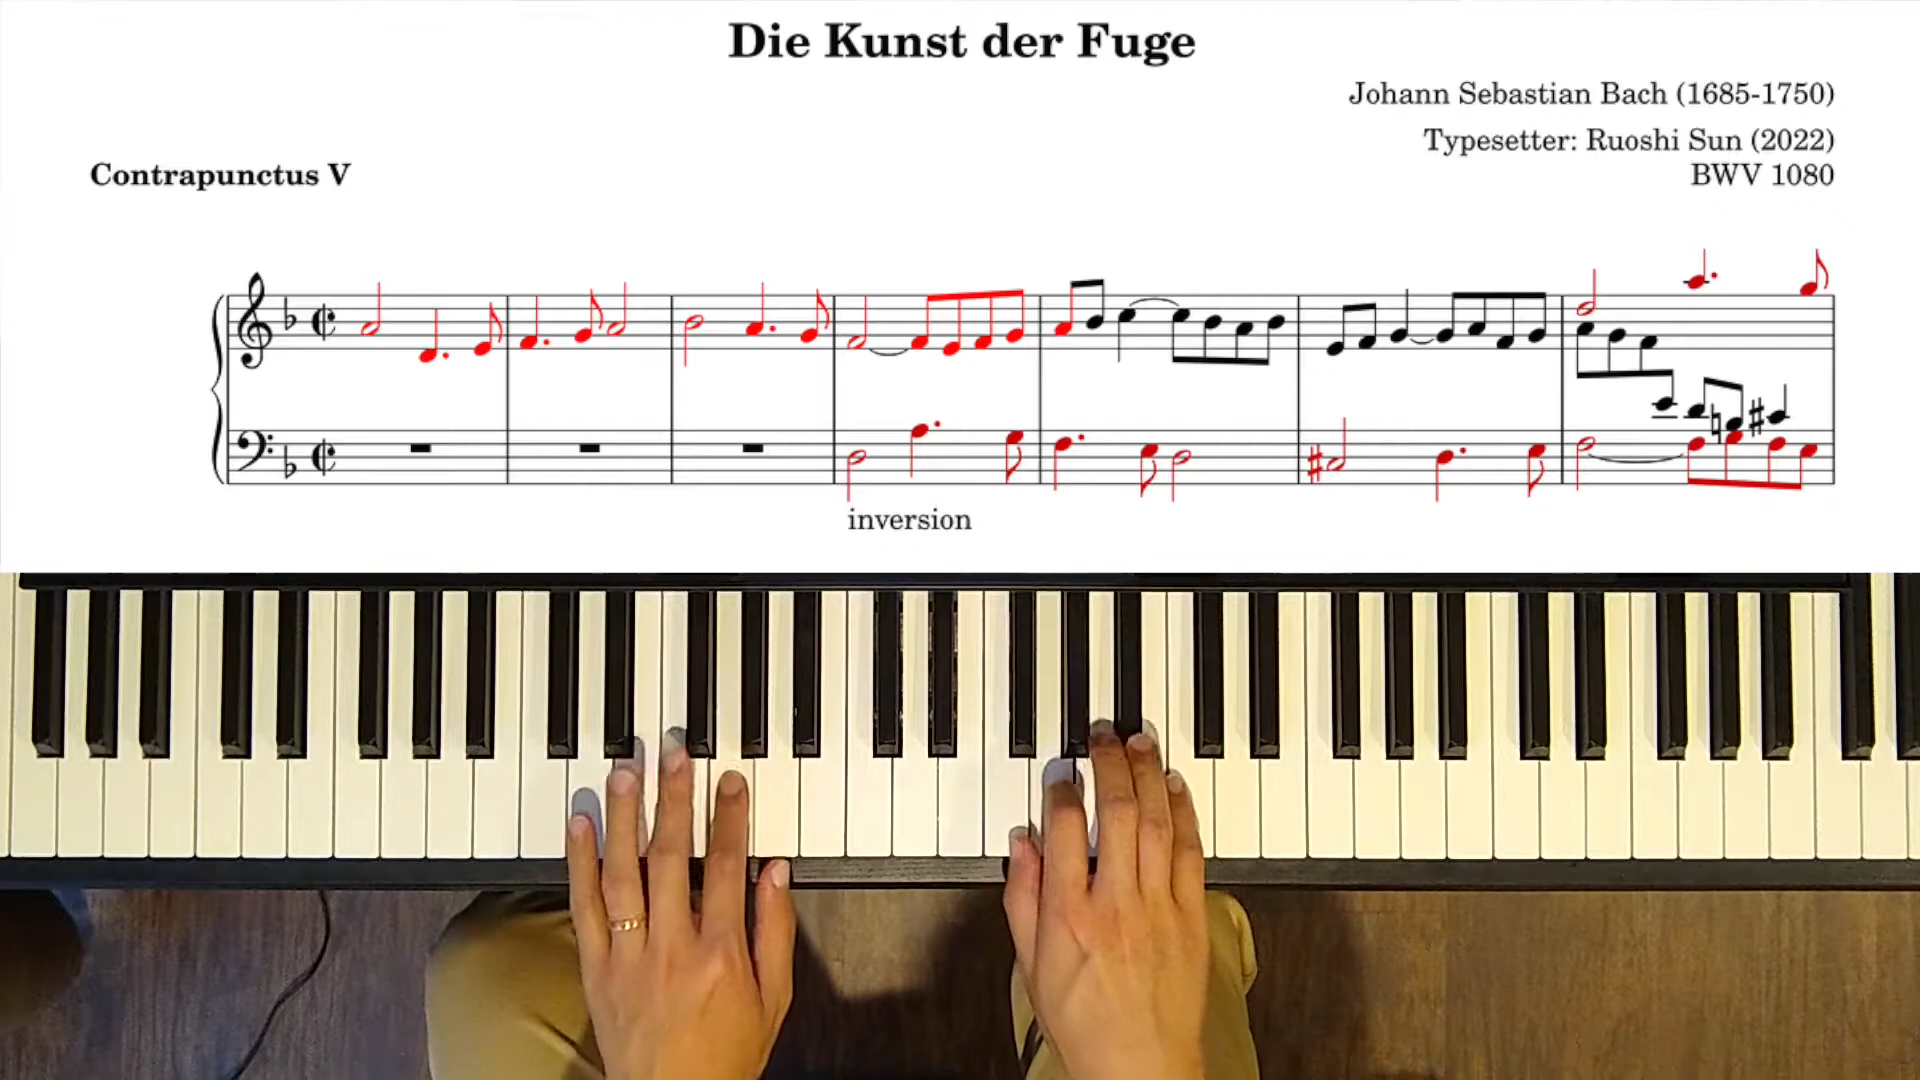 Die Kunst der Fuge
Johann Sebastian Bach (1685-1750)
Typesetter: Ruoshi Sun (2022)
Contrapunctus V
BWV 1080
inversion